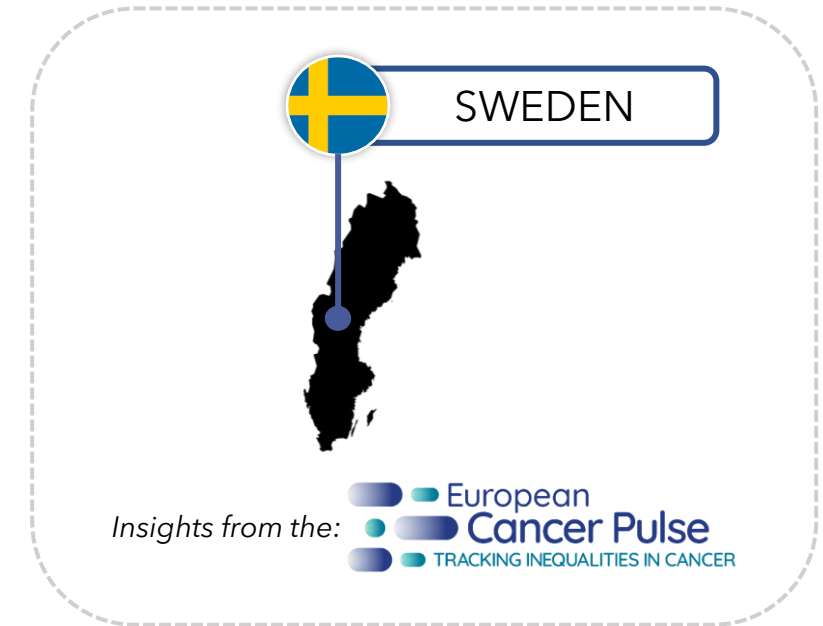 SWEDEN
Insights from the:
European
Cancer Pulse
TRACKING INEQUALITIES IN CANCER